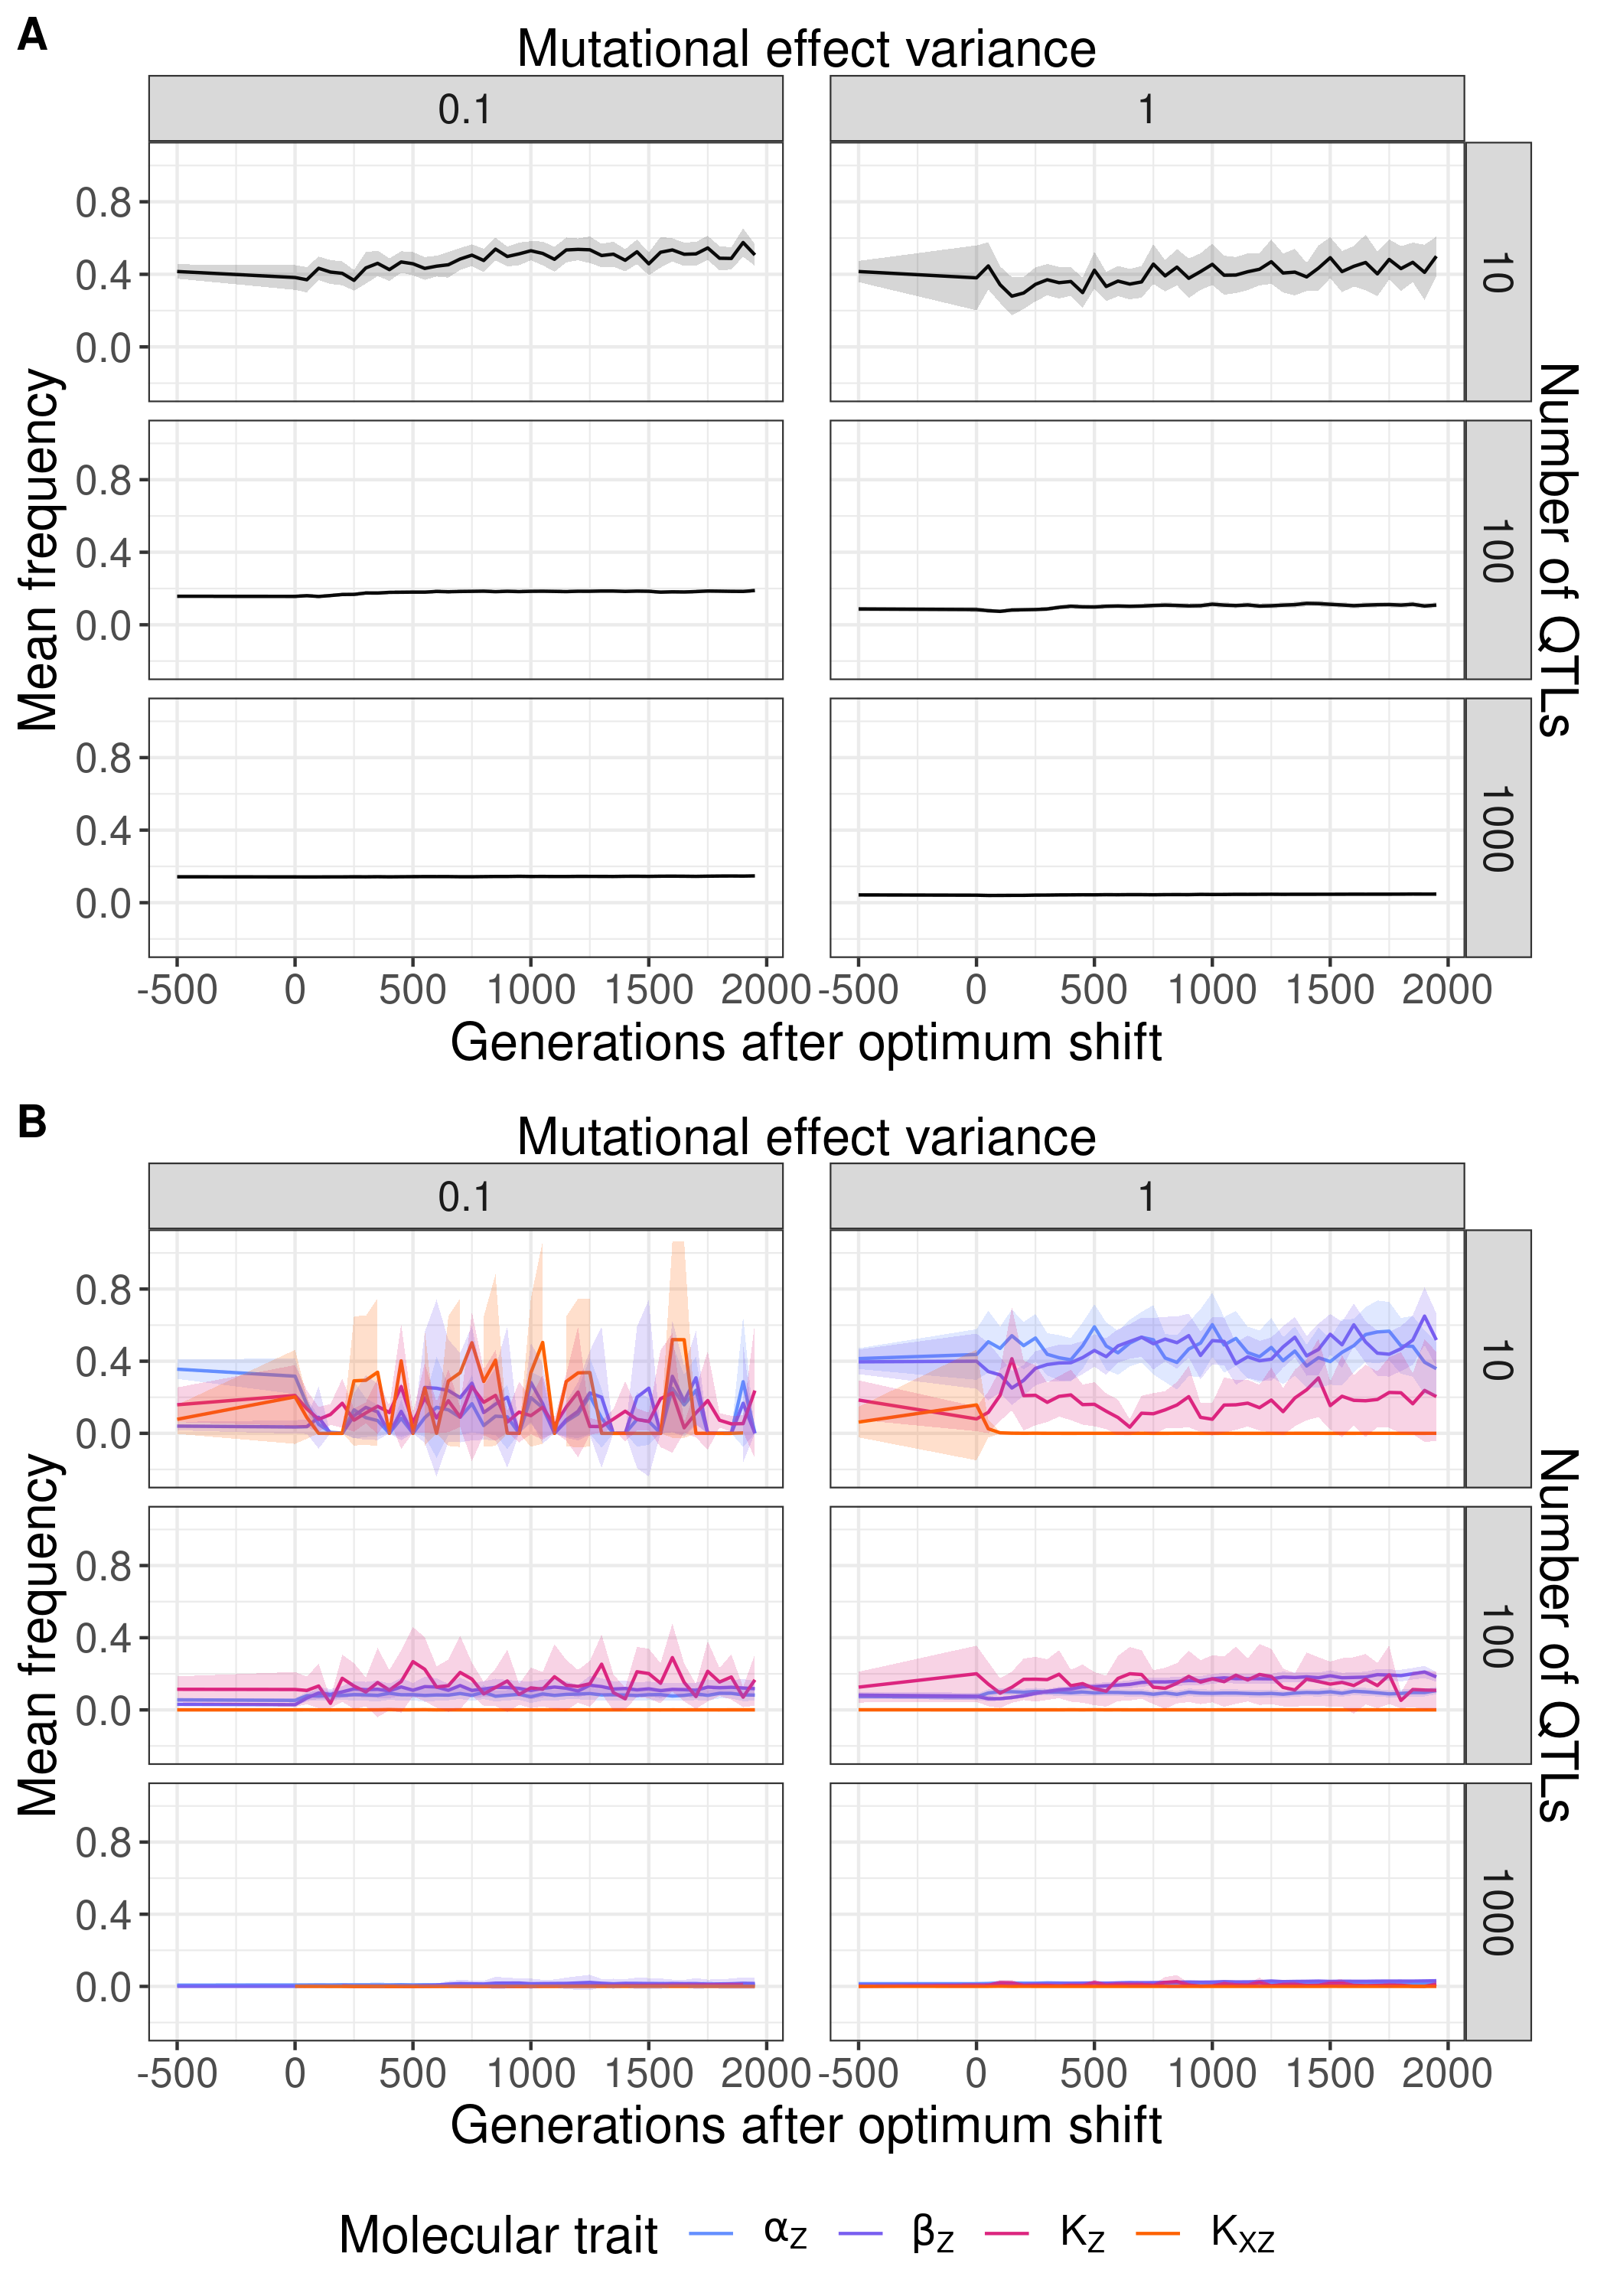 A
Mutational effect variance
0.1
1
0.8
0.4
0.0
10
0.8
0.4
0.0
100
0.8
0.4
0.0
1000
Mean frequency
Number of QTLs
-500 0 500 1000 1500 2000 -500 0 500 1000 1500 2000
Generations after optimum shift
B
Mutational effect variance
0.1
1
0.8
0.4
0.0
10
0.8
0.4
0.0
100
0.8
0.4
0.0
1000
Mean frequency
Number of QTLs
-500 0 500 1000 1500 2000 -500 0 500 1000 1500 2000
Generations after optimum shift
Molecular trait αZ βZ KZ KXZ